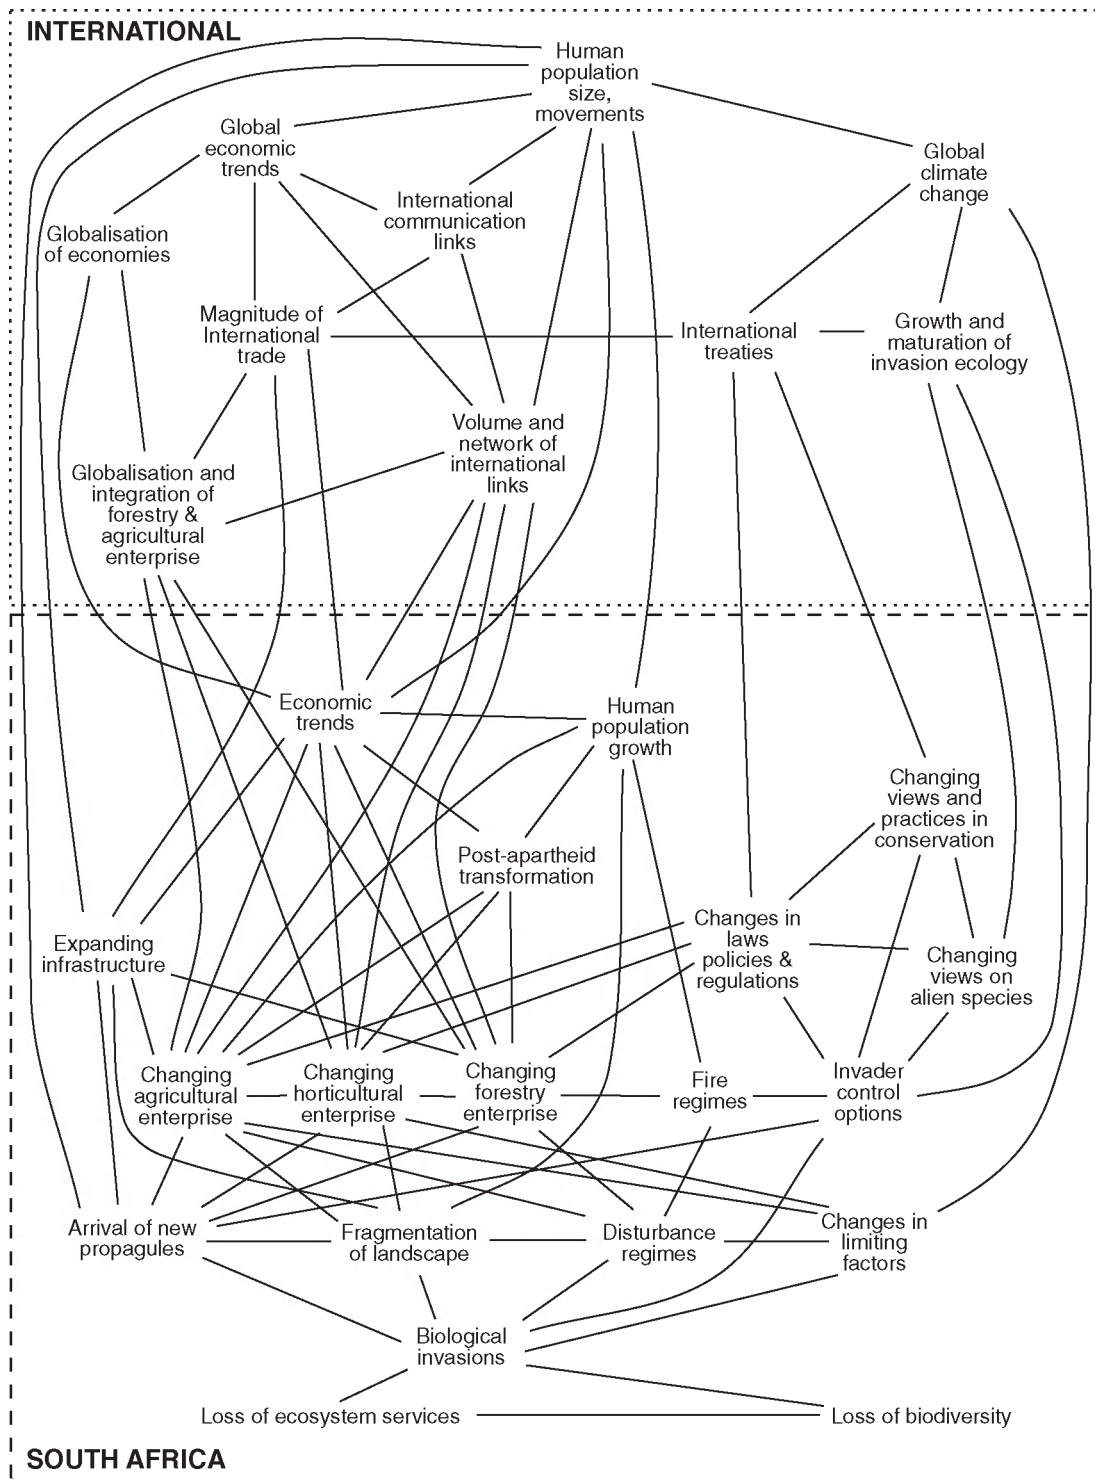 INTERNATIONAL
Human
population
size,
movements
Global
economic
trends
Global
climate
change
International
communication
links
Globalisation
of economies
Magnitude of
International
trade
International
treaties
Growth and
maturation of
invasion ecology
Volume and
network of
international
links
Globalisation and
integration of
forestry &
agricultural
enterprise
Economic
trends
Human
population
growth
Changing
views and
practices in
conservation
Post-apartheid
transformation
Expanding
infrastructure
Changes in
laws
policies &
regulations
Changing
views on
alien species
Changing
agricultural
enterprise
Changing
horticultural
enterprise
Changing
forestry
enterprise
Fire
regimes
Invader
control
options
Arrival of new
propagules
Fragmentation
of landscape
Disturbance
regimes
Changes in
limiting
factors
Biological
invasions
Loss of ecosystem services
Loss of biodiversity
SOUTH AFRICA